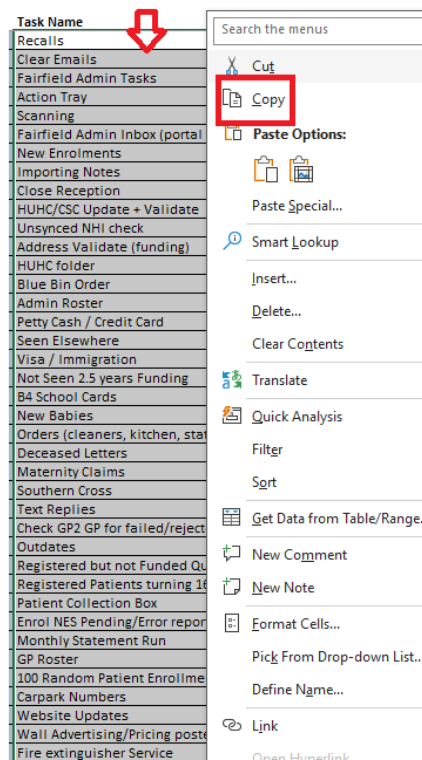 Task Name
Recalls
Clear Emails
Fairfield Admin Tasks
Action Tray
Scanning
Fairfield Admin Inbox (portal
New Enrolments
Importing Notes
Close Reception
HUHC/CSC Update + Validate
Unsynced NHI check
Address Validate (funding)
HUHC folder
Blue Bin Order
Admin Roster
Petty Cash / Credit Card
Seen Elsewhere
Visa / Immigration
Not Seen 2.5 years Funding
B4 School Cards
New Babies
Orders (cleaners, kitchen, stat
Deceased Letters
Maternity Claims
Southern Cross
Text Replies
Check GP2 GP for failed/reject
Outdates
Registered but not Funded Qu
Registered Patients turning 16
Patient Collection Box
Enrol NES Pending/Error repor
Monthly Statement Run
GP Roster
100 Random Patient Enrollme
Carpark Numbers
Website Updates
Wall Advertising/Pricing poste
Fire extinguisher Service
Search the menus
Cut
Copy
Paste Options:
Paste Special...
Smart Lookup
Insert...
Delete...
Clear Contents
Translate
Quick Analysis
Filter
Sort
Get Data from Table/Range.
New Comment
New Note
Format Cells...
Pick From Drop-down List..
Define Name...
Link
Open Hyperlink